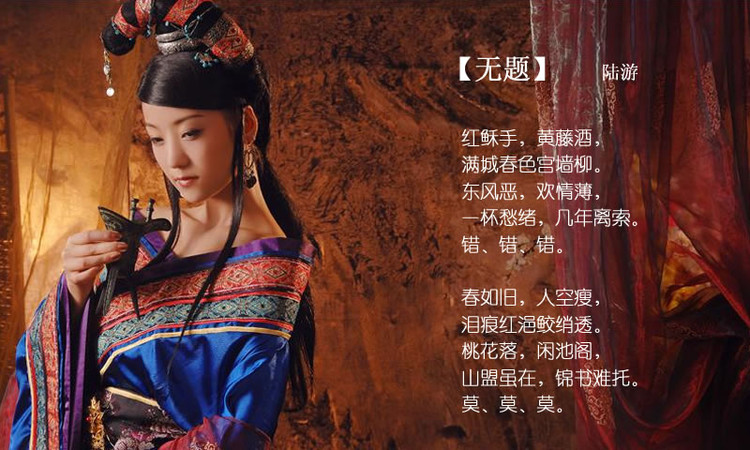 【无题】 陆游
红稣手，黄藤酒，
满城春色宫墙柳。
东风恶，欢情薄，
一杯愁绪，几年离索。
错、错、错。
春如旧，人空瘦，
泪痕红浥鲛绡透。
桃花落，闲池阁，
山盟虽在，锦书难托。
莫、莫、莫。